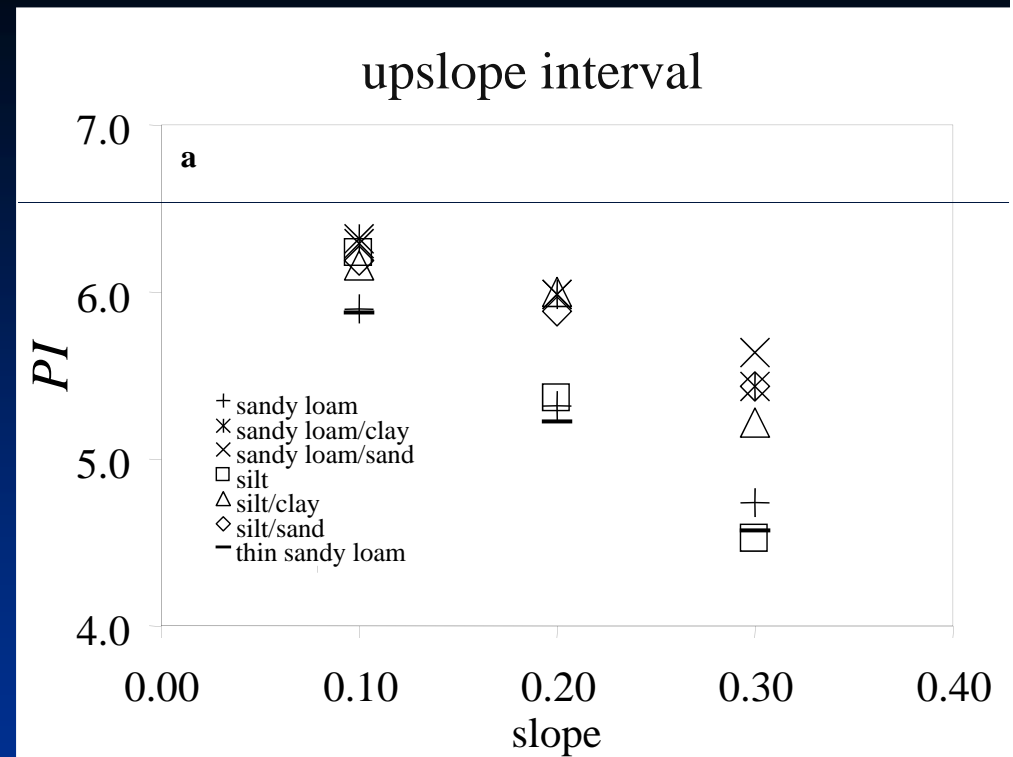 upslope interval
7.0
a
6.0
PI
sandy loam
sandy loam/clay
sandy loam/sand
5.0
silt
silt/clay
silt/sand
thin sandy loam
4.0
0.00 0.10 0.20 0.30 0.40
slope